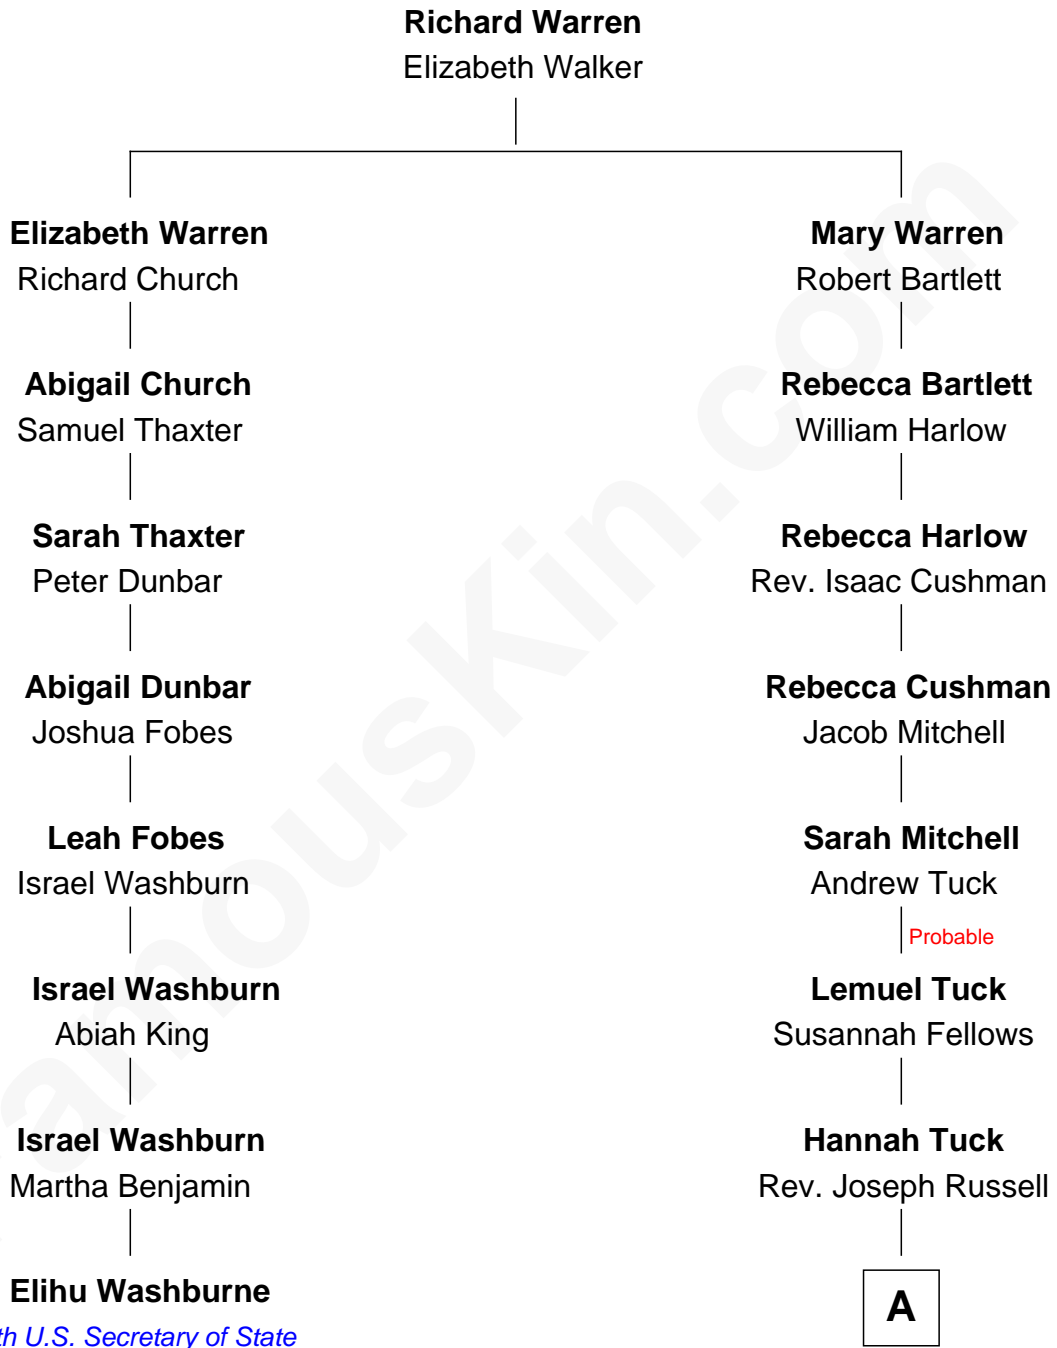 Richard Warren
Elizabeth Walker
Elizabeth Warren
Richard Church
Abigail Church
Samuel Thaxter
Sarah Thaxter
Peter Dunbar
Abigail Dunbar
Joshua Fobes
Leah Fobes
Israel Washburn
Israel Washburn
Abiah King
Israel Washburn
Martha Benjamin
Elihu Washburne
th U.S. Secretary of State
Mary Warren
Robert Bartlett
Rebecca Bartlett
William Harlow
Rebecca Harlow
Rev. Isaac Cushman
Rebecca Cushman
Jacob Mitchell
Sarah Mitchell
Andrew Tuck
Probable
Lemuel Tuck
Susannah Fellows
Hannah Tuck
Rev. Joseph Russell
A
amouskin.com